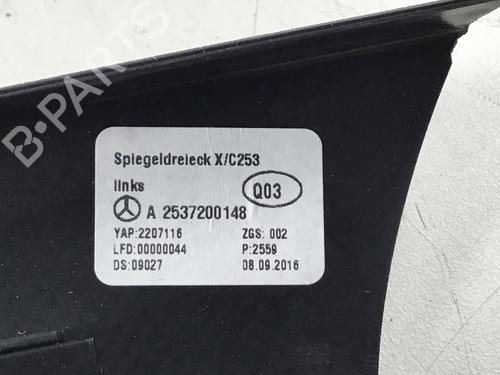 Spiegeldreieck X/C253
links
Q03
A 2537200148
YAP:2207116 ZGS: 002
LFD:00000044 P:2559
DS:09027 08.09.2016
B-PARTS